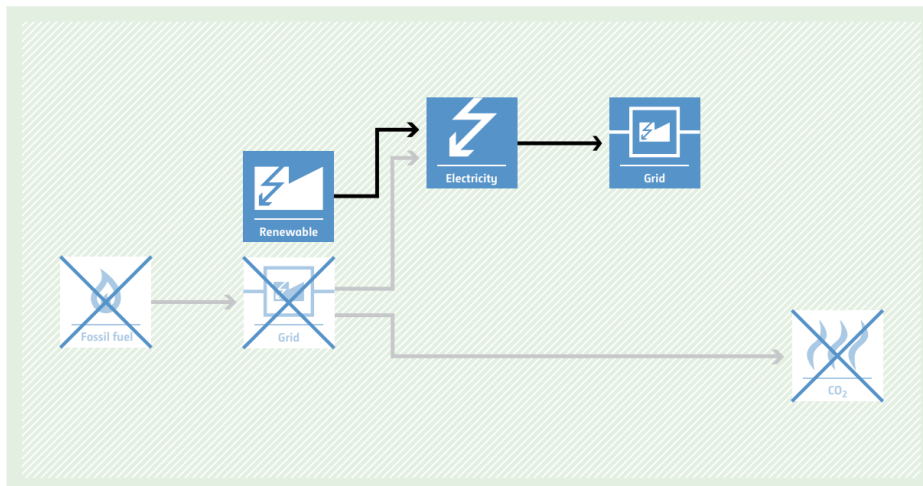 Electricity
Grid
Renewable
Fossil fuel
Grid
CO₂